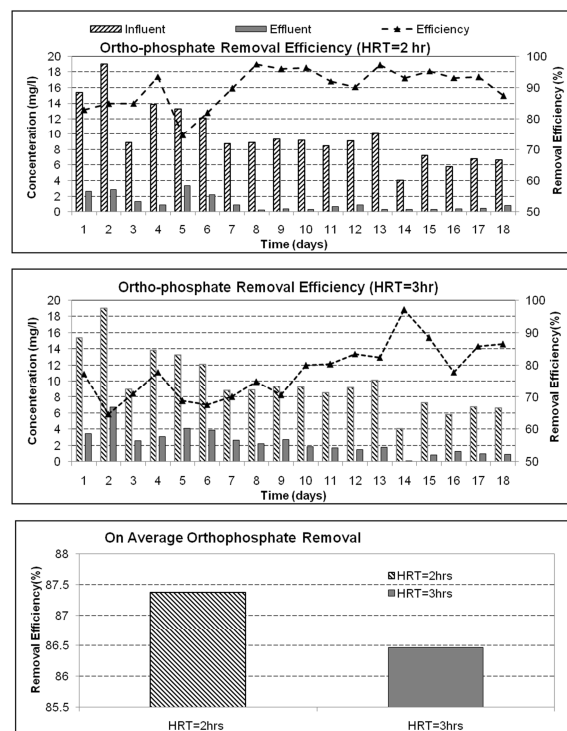 Influent Effluent Efficiency
Ortho-phosphate Removal Efficiency (HRT=2 hr)
Concenteration (mg/l)
20
18
16
14
12
10
8
6
4
2
0
100
90
80
70
60
50
Removal Efficiency (%)
1 2 3 4 5 6 7 8 9 10 11 12 13 14 15 16 17 18
Time (days)
Ortho-phosphate Removal Efficiency (HRT=3hr)
Concenteration (mg/l)
20
18
16
14
12
10
8
6
4
2
0
100
90
80
70
60
50
Removal Efficiency(%)
1 2 3 4 5 6 7 8 9 10 11 12 13 14 15 16 17 18
Time (days)
On Average Orthophosphate Removal
Removal Efficiency(%)
88
87.5
87
86.5
86
85.5
HRT=2hrs
HRT=3hrs
HRT=2hrs HRT=3hrs